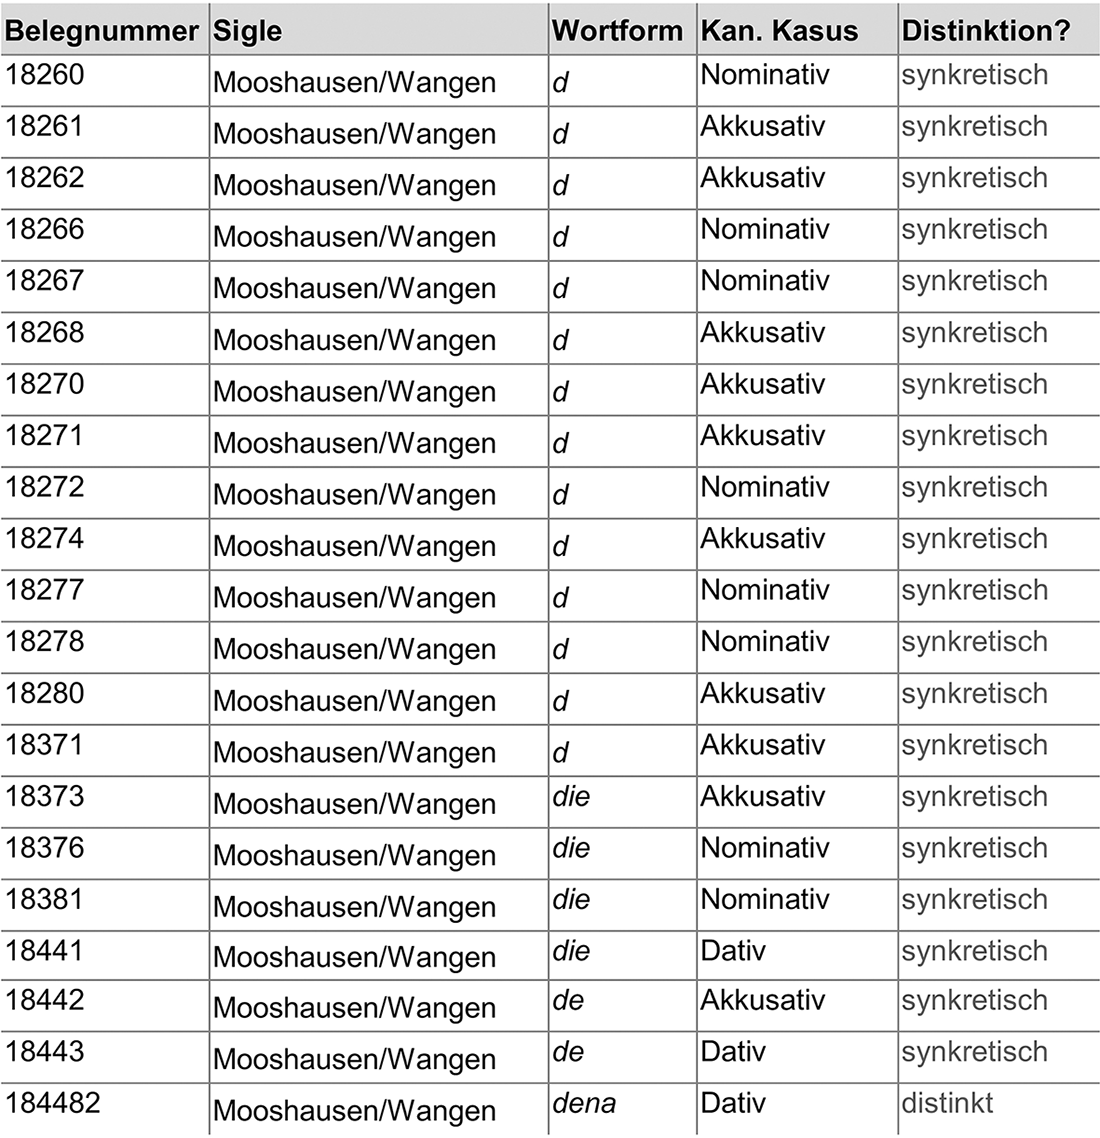 Belegnummer Sigle Wortform Kan. Kasus Distinktion?
18260 Mooshausen/Wangen d Nominativ synkretisch
18261 Mooshausen/Wangen d Akkusativ synkretisch
18262 Mooshausen/Wangen d Akkusativ synkretisch
18266 Mooshausen/Wangen d Nominativ synkretisch
18267 Mooshausen/Wangen d Nominativ synkretisch
18268 Mooshausen/Wangen d Akkusativ synkretisch
18270 Mooshausen/Wangen d Akkusativ synkretisch
18271 Mooshausen/Wangen d Akkusativ synkretisch
18272 Mooshausen/Wangen d Nominativ synkretisch
18274 Mooshausen/Wangen d Akkusativ synkretisch
18277 Mooshausen/Wangen d Nominativ synkretisch
18278 Mooshausen/Wangen d Nominativ synkretisch
18280 Mooshausen/Wangen d Akkusativ synkretisch
18371 Mooshausen/Wangen d Akkusativ synkretisch
18373 Mooshausen/Wangen die Akkusativ synkretisch
18376 Mooshausen/Wangen die Nominativ synkretisch
18381 Mooshausen/Wangen die Nominativ synkretisch
18441 Mooshausen/Wangen die Dativ synkretisch
18442 Mooshausen/Wangen de Akkusativ synkretisch
18443 Mooshausen/Wangen de Dativ synkretisch
184482 Mooshausen/Wangen dena Dativ distinkt